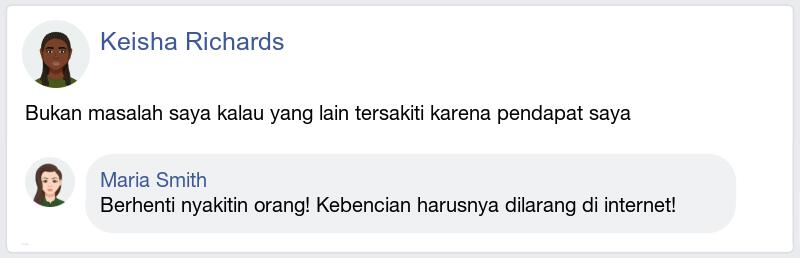 Keisha Richards
Bukan masalah saya kalau yang lain tersakiti karena pendapat saya
Maria Smith
Berhenti nyakitin orang! Kebencian harusnya dilarang di internet!